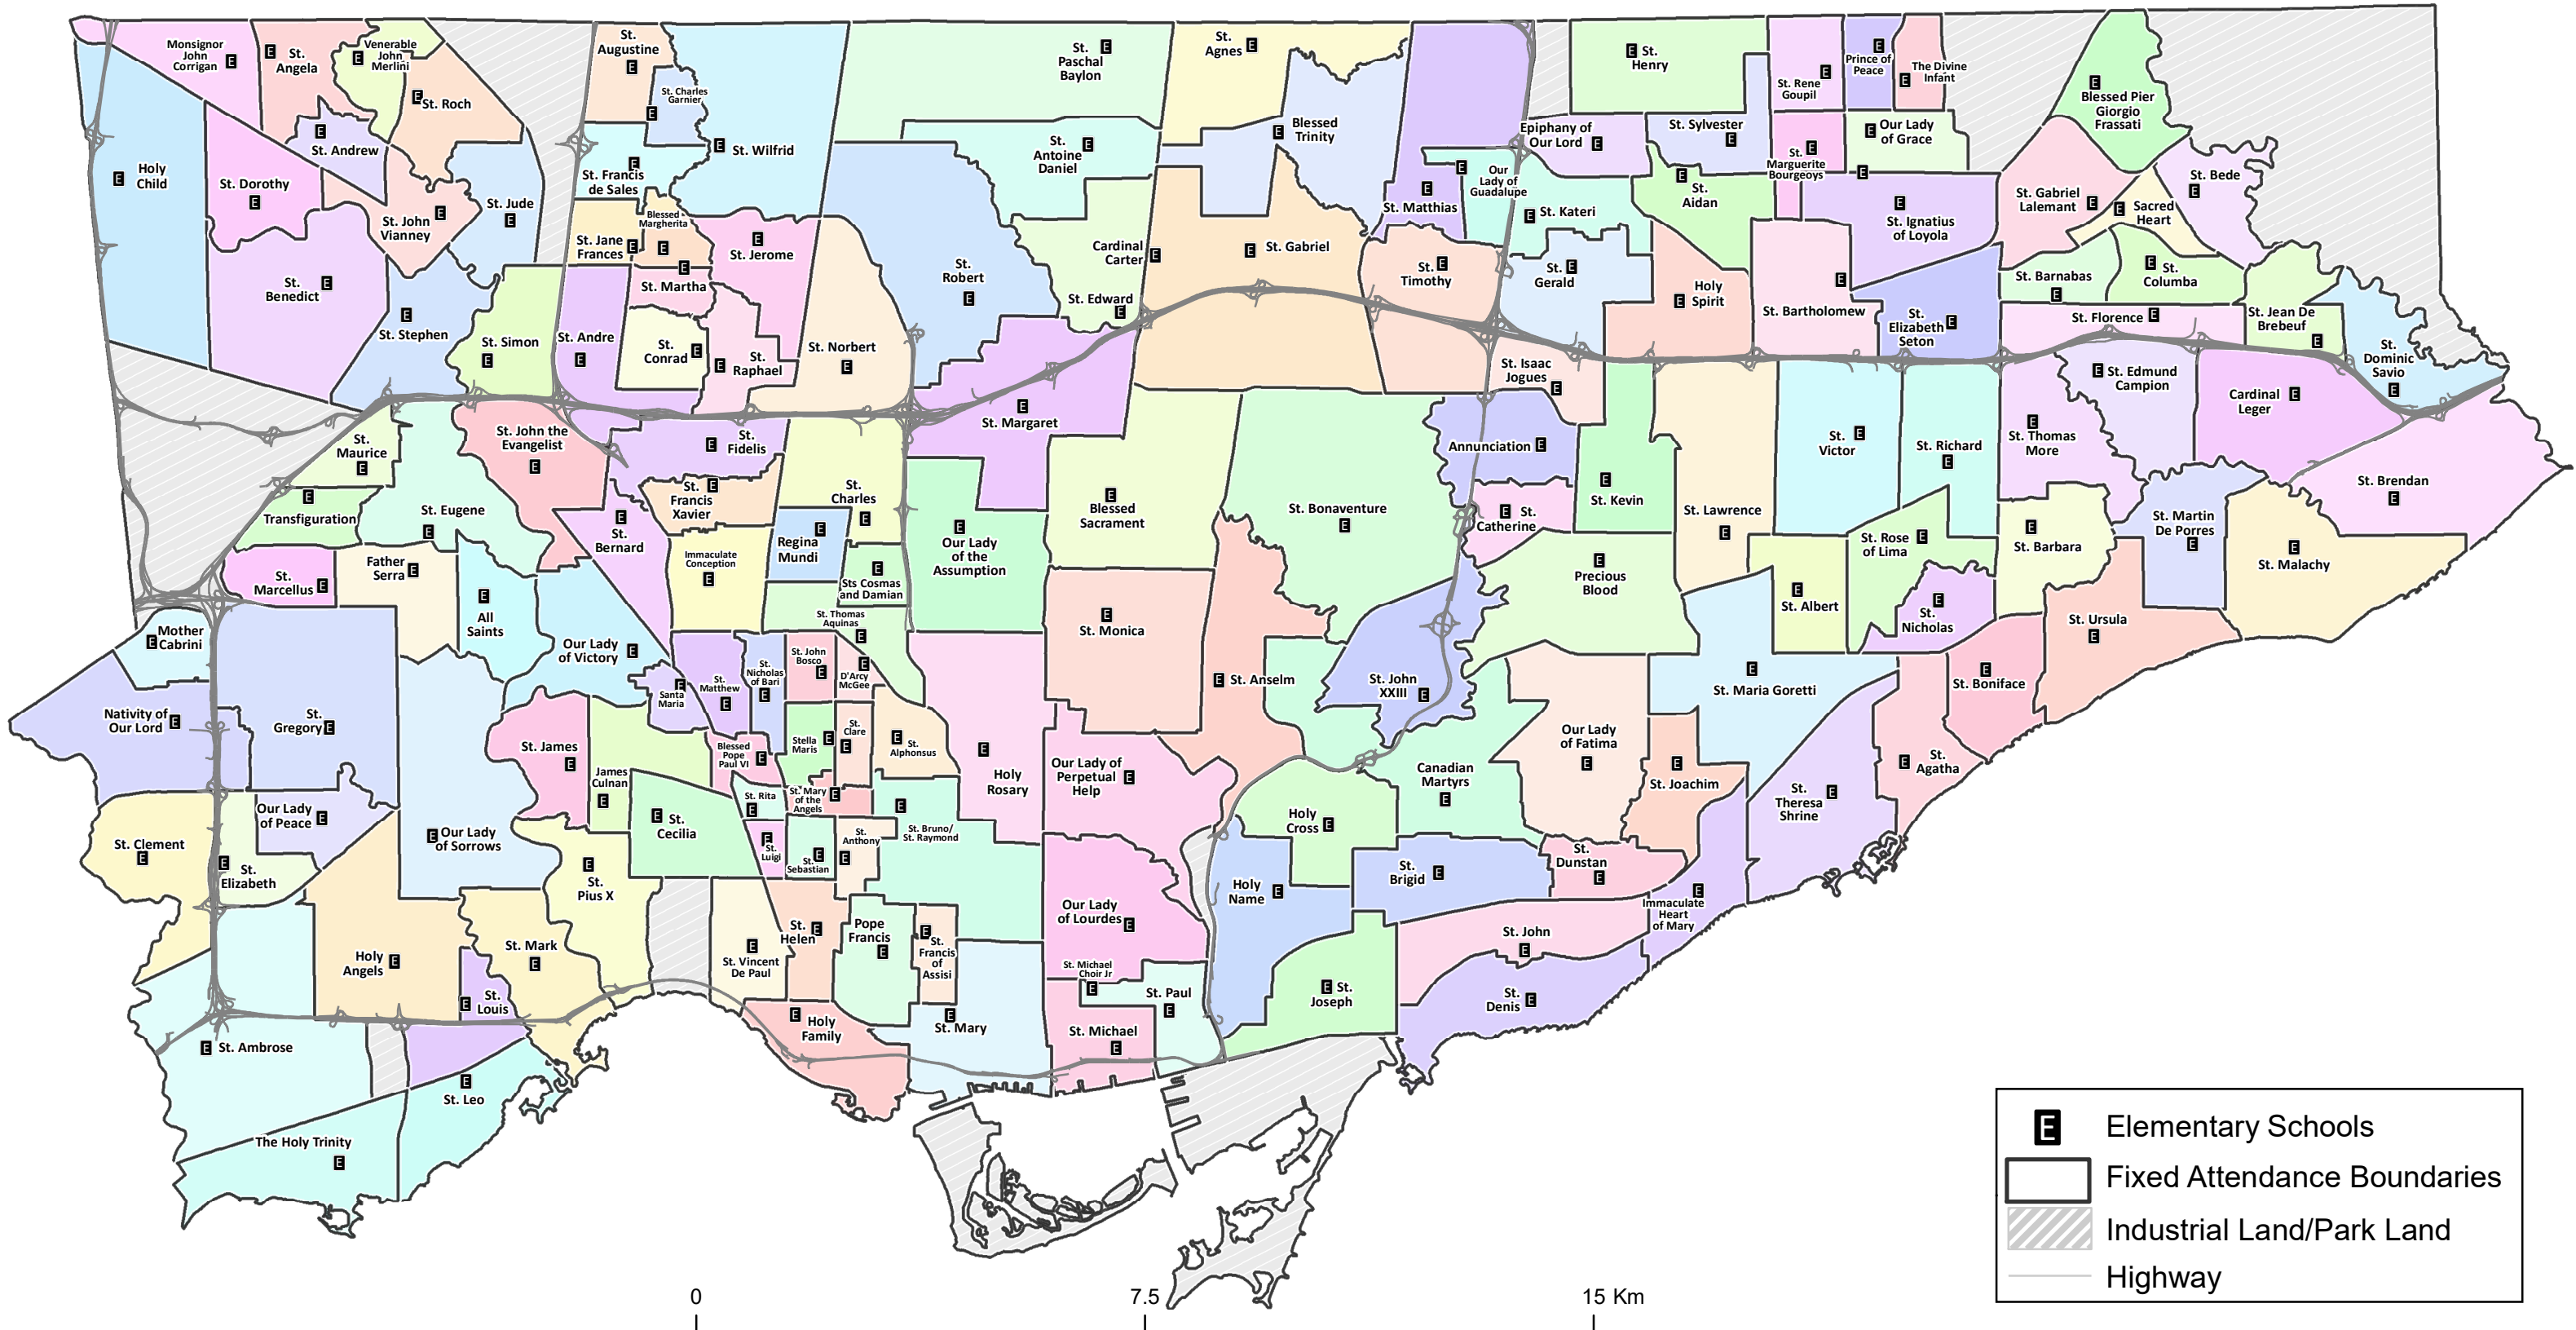 Monsignor
John
Corrigan
St.
Angela
Venerable
John
Merlini
St. Roch
St. Andrew
Holy
Child
St. Dorothy
St. John
Vianney
St. Jude
St.
Benedict
St. Stephen
St. Simon
St.
Augustine
St. Charles
Garnier
St. Wilfrid
St. Francis
de Sales
Blessed
Margherita
St. Jane
Frances
St. Jerome
St. Martha
St. Andre
St.
Conrad
St.
Raphael
St. Norbert
St.
Paschal
Baylon
St.
Antoine
Daniel
St.
Robert
Cardinal
Carter
St. Edward
St. Margaret
St.
Agnes
Blessed
Trinity
St. Gabriel
St. Matthias
St.
Timothy
Our
Lady of
Guadalupe
Epiphany of
Our Lord
St. Kateri
St.
Gerald
St. Isaac
Jogues
St.
Henry
St. Sylvester
St.
Aidan
Holy
Spirit
St. Rene
Goupil
Prince of
Peace
The Divine
Infant
St.
Marguerite
Bourgeoys
Our Lady
of Grace
St. Ignatius
of Loyola
St. Bartholomew
St.
Elizabeth
Seton
Blessed Pier
Giorgio
Frassati
St. Gabriel
Lalemant
Sacred
Heart
St. Bede
St. Barnabas
St.
Columba
St. Florence
St. Jean De
Brebeuf
St.
Dominic
Savio
St. Edmund
Campion
Cardinal
Leger
St. Thomas
More
St. Brendan
St.
Maurice
Transfiguration
St. Eugene
St. John the
Evangelist
St.
Fidelis
St.
Francis
Xavier
St.
Bernard
Immaculate
Conception
Regina
Mundi
St.
Charles
Sts Cosmas
and Damian
St. Thomas
Aquinas
Our Lady
of the
Assumption
Blessed
Sacrament
St. Bonaventure
Annunciation
St.
Catherine
St. Kevin
St. Lawrence
St.
Victor
St. Richard
St. Rose
of Lima
St. Barbara
St. Martin
De Porres
St. Malachy
St.
Marcellus
Father
Serra
All
Saints
Our Lady
of Victory
Mother
Cabrini
Nativity of
Our Lord
St.
Gregory
Santa
Maria
St.
Matthew
St.
Nicholas
of Bari
St. John
Bosco
D'Arcy
McGee
Stella
Maris
St.
Clare
St.
Alphonsus
Holy
Rosary
St. Monica
St. Anselm
St. John
XXIII
Precious
Blood
St. Albert
St.
Nicholas
St. Ursula
St. Maria Goretti
St. Boniface
St.
Agatha
St.
Theresa
Shrine
Our Lady
of Fatima
St. Joachim
Canadian
Martyrs
Our Lady of
Perpetual
Help
Holy
Cross
St. James
James
Culnan
Blessed
Pope
Paul VI
St. Rita
St. Mary
of the
Angels
St.
Cecilia
St.
Luigi
St.
Sebastian
St.
Anthony
St. Bruno/
St. Raymond
St. Clement
Our Lady
of Peace
St.
Elizabeth
Our Lady
of Sorrows
St.
Pius X
St. Mark
Holy
Angels
St.
Louis
St. Ambrose
St. Leo
The Holy Trinity
St. Vincent
De Paul
St.
Helen
Pope
Francis
St.
Francis
of
Assisi
Holy
Family
St. Mary
Our Lady
of Lourdes
St. Michael
Choir Jr
St. Paul
St. Michael
Holy
Name
St.
Brigid
St.
Dunstan
St.
Joseph
St. John
St.
Denis
Immaculate
Heart
of Mary
E Elementary Schools
Fixed Attendance Boundaries
Industrial Land/Park Land
Highway
0 7.5 15 Km